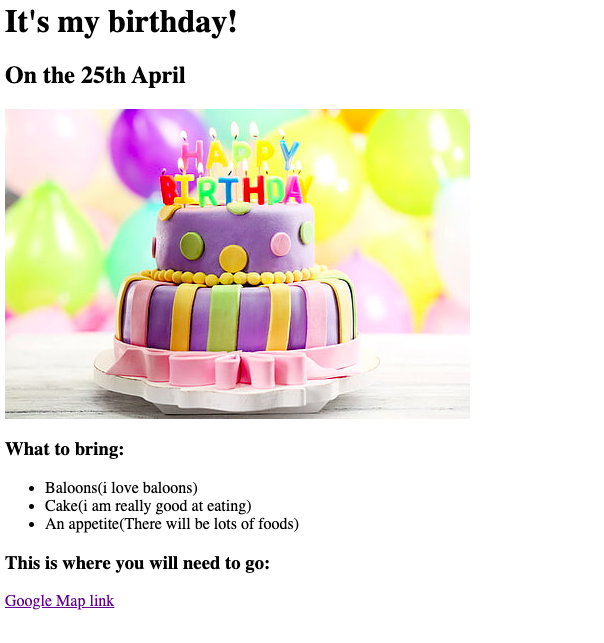 It's my birthday!
On the 25th April
HAPPY
BIRTHDAY
What to bring:
Baloons(i love baloons)
Cake(i am really good at eating)
An appetite(There will be lots of foods)
This is where you will need to go:
Google Map link